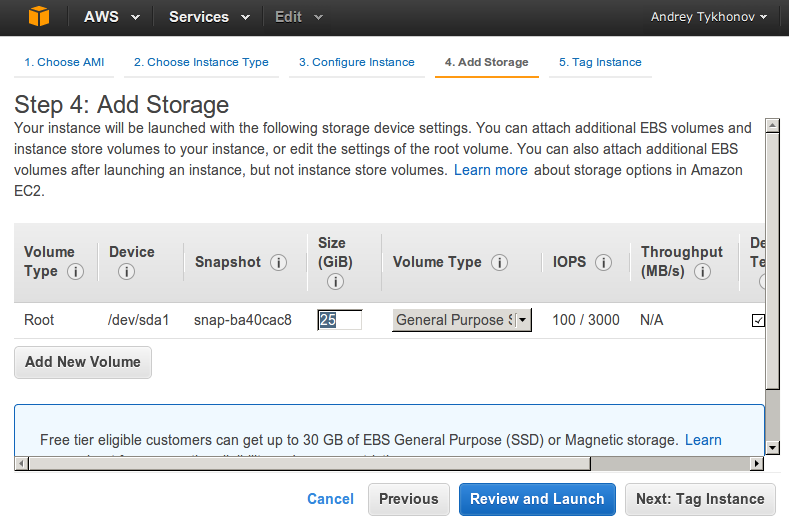 AWS Services Edit Andrey Tykhonov
1. Choose AMI 2. Choose Instance Type 3. Configure Instance 4. Add Storage 5. Tag Instance
Step 4: Add Storage
Your instance will be launched with the following storage device settings. You can attach additional EBS volumes and
instance store volumes to your instance, or edit the settings of the root volume. You can also attach additional EBS
volumes after launching an instance, but not instance store volumes. Learn more about storage options in Amazon
EC2.
Volume Type Device Snapshot Size (GiB) Volume Type IOPS Throughput (MB/s)
Root /dev/sda1 snap-ba40cac8 25 General Purpose 100 / 3000 N/A
Add New Volume
Free tier eligible customers can get up to 30 GB of EBS General Purpose (SSD) or Magnetic storage. Learn
Cancel Previous Review and Launch Next: Tag Instance